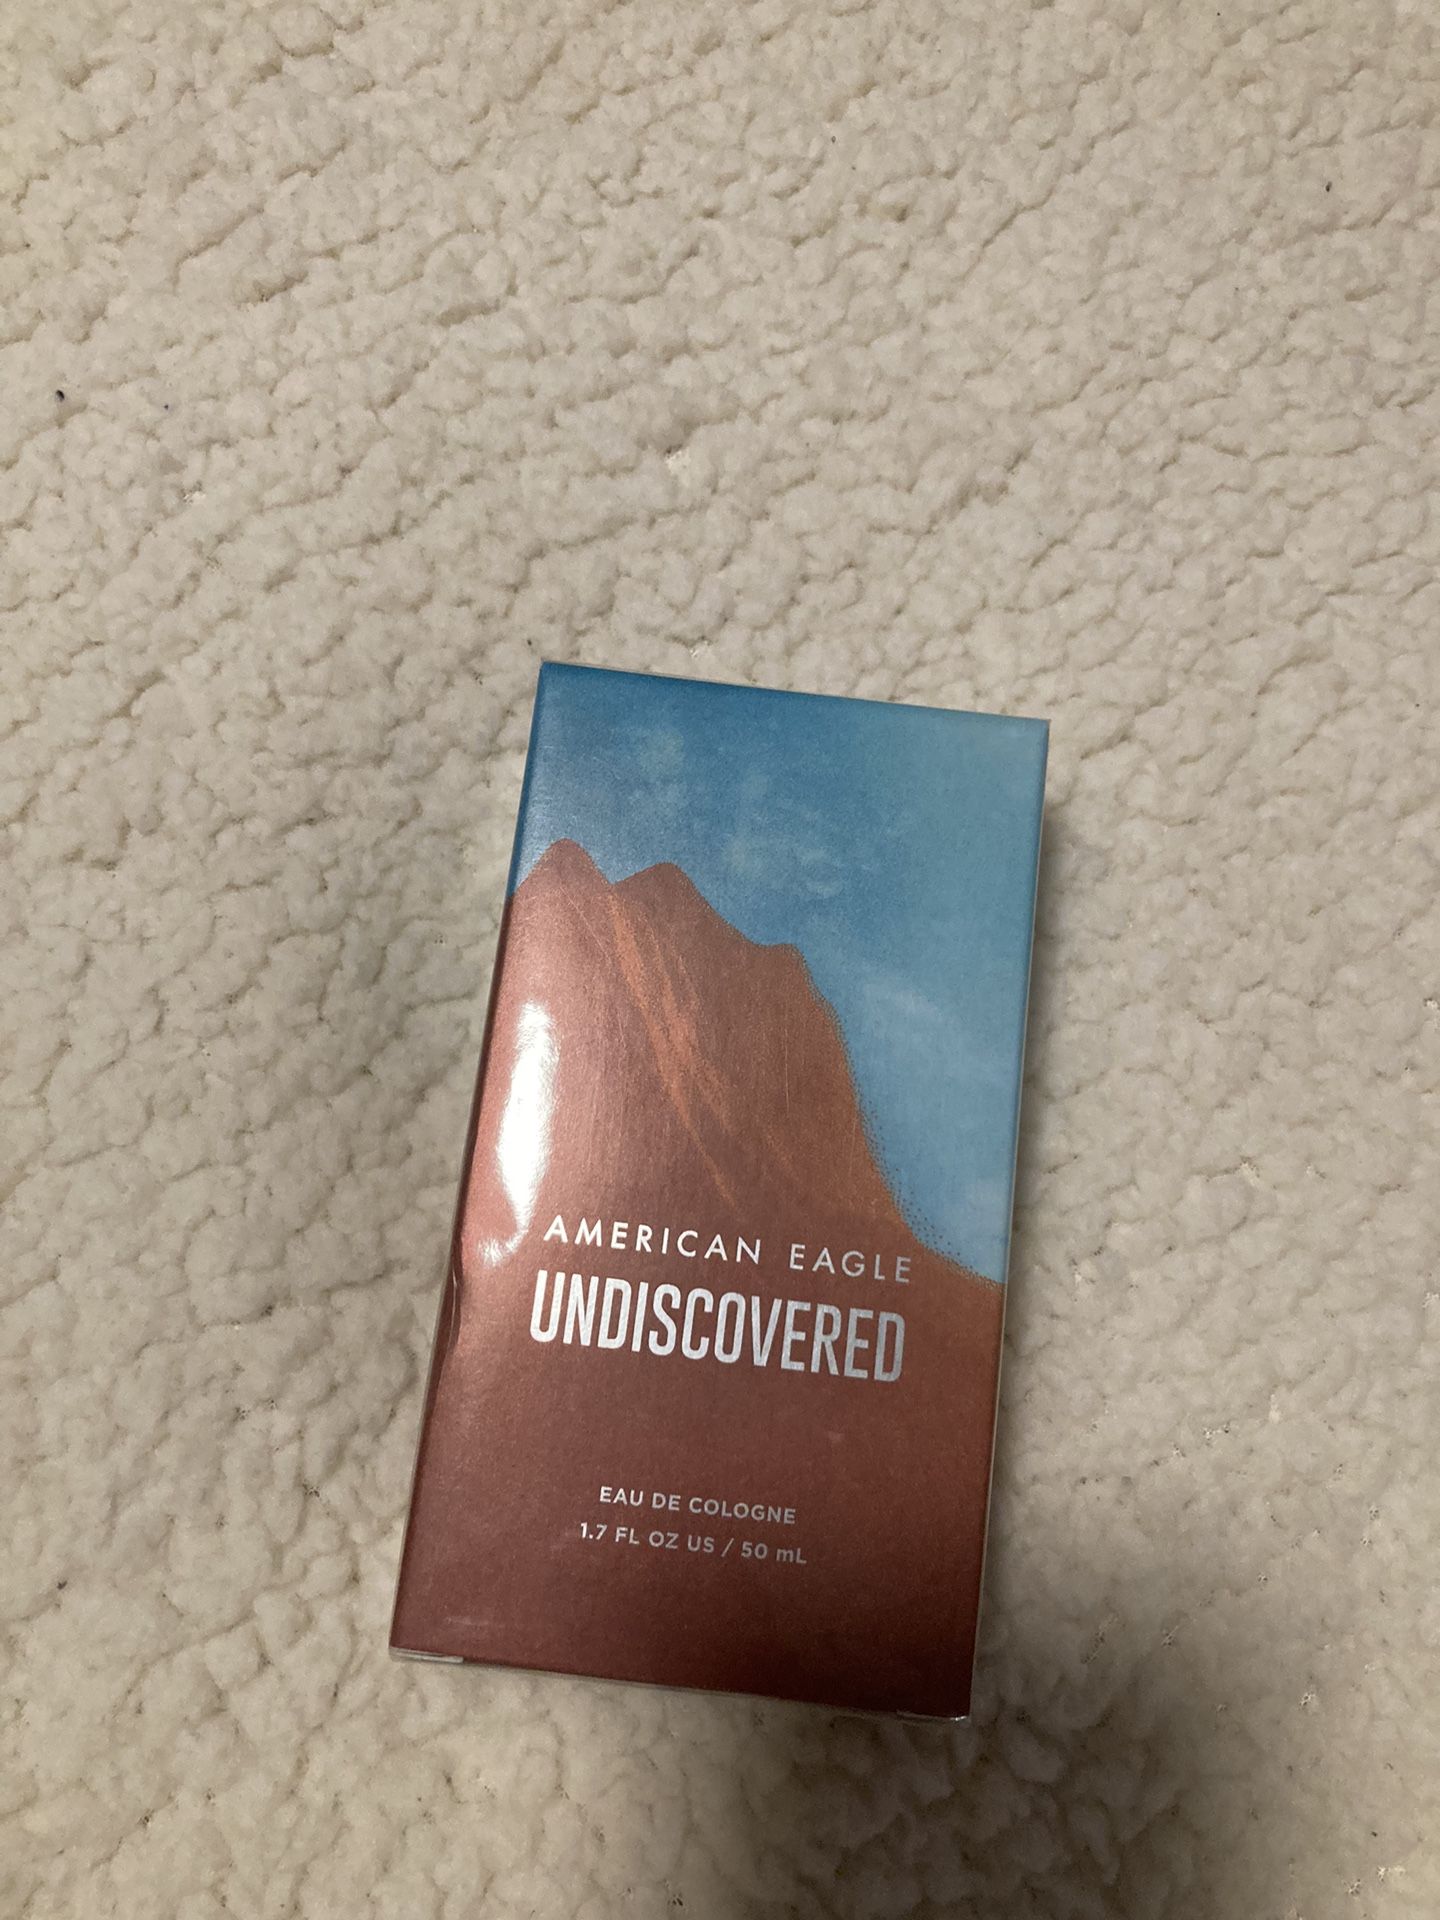 AMERICAN EAGLE
UNDISCOVERED
EAU DE COLOGNE
1.7 FL OZ US / 50 mL